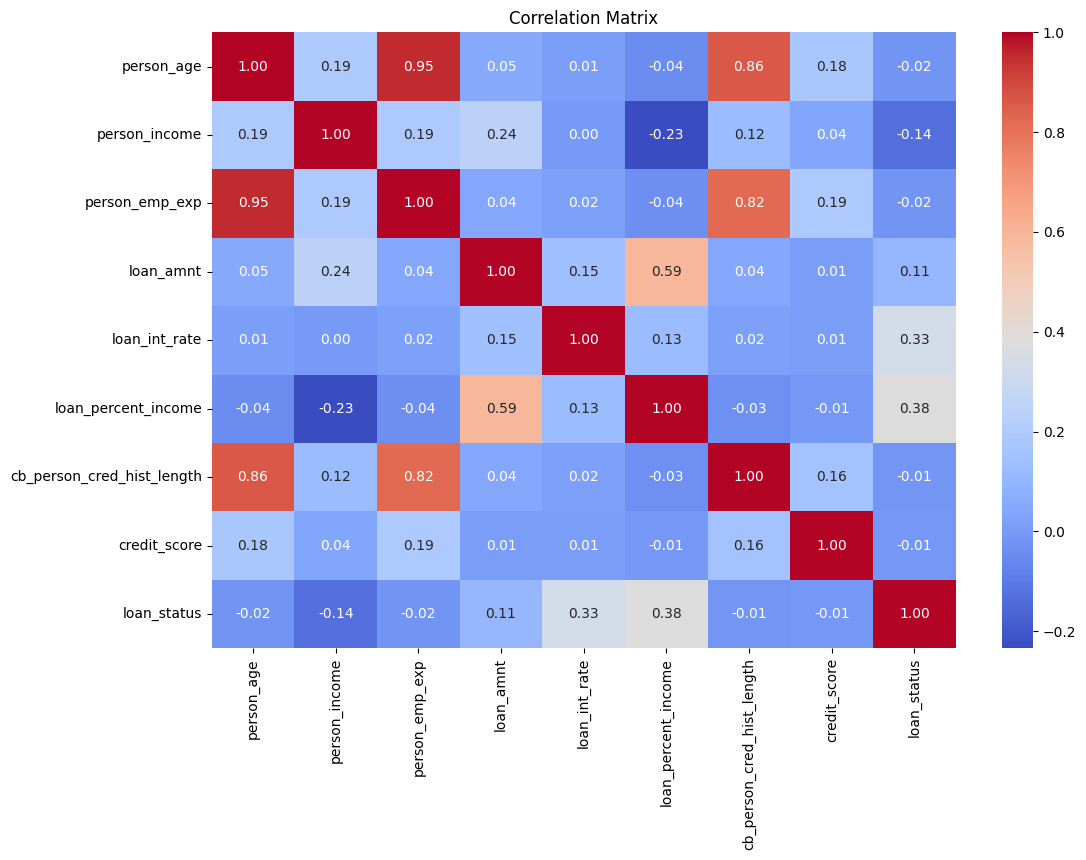 Correlation Matrix
person_age 1.00 0.19 0.95 0.05 0.01 -0.04 0.86 0.18 -0.02
person_income 0.19 1.00 0.19 0.24 0.00 -0.23 0.12 0.04 -0.14
person_emp_exp 0.95 0.19 1.00 0.04 0.02 -0.04 0.82 0.19 -0.02
loan_amnt 0.05 0.24 0.04 1.00 0.15 0.59 0.04 0.01 0.11
loan_int_rate 0.01 0.00 0.02 0.15 1.00 0.13 0.02 0.01 0.33
loan_percent_income -0.04 -0.23 -0.04 0.59 0.13 1.00 -0.03 -0.01 0.38
cb_person_cred_hist_length 0.86 0.12 0.82 0.04 0.02 -0.03 1.00 0.16 -0.01
credit_score 0.18 0.04 0.19 0.01 0.01 -0.01 0.16 1.00 -0.01
loan_status -0.02 -0.14 -0.02 0.11 0.33 0.38 -0.01 -0.01 1.00
person_age
person_income
person_emp_exp
loan_amnt
loan_int_rate
loan_percent_income
cb_person_cred_hist_length
credit_score
loan_status
1.0
0.8
0.6
0.4
0.2
0.0
−0.2